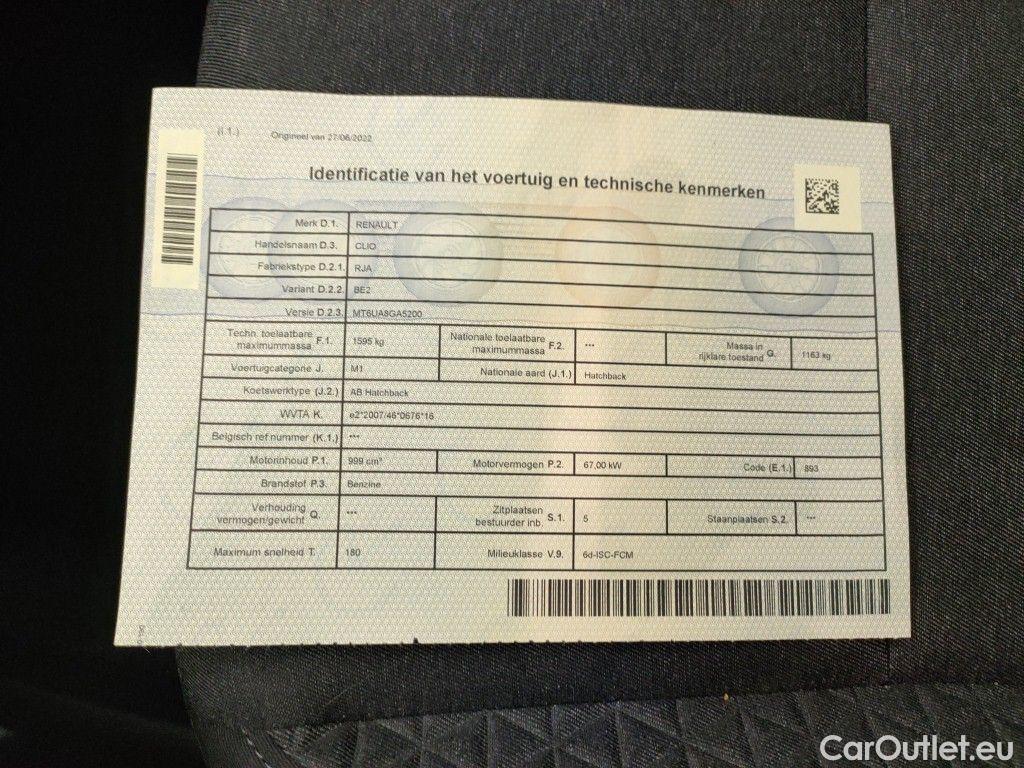 (I.1.) Origineel van 27/06/2022
Identificatie van het voertuig en technische kenmerken
Merk D.1. RENAULT
Handelsnaam D.3. CLIO
Fabriekstype D.2.1. RJA
Variant D.2.2. BE2
Versie D.2.3. MT6UA8GA5200
Techn. toelaatbare maximummassa F.1. 1595 kg Nationale toelaatbare maximummassa F.2. *** Massa in rijklare toestand G. 1163 kg
Voertuigcategorie J. M1 Nationale aard (J.1.) Hatchback
Koetswerktype (J.2.) AB Hatchback
WVTA K. e2*2007/46*0676*16
Belgisch ref nummer (K.1.) ***
Motorinhoud P.1. 999 cm³ Motorvermogen P.2. 67,00 kW Code (E.1.) 893
Brandstof P.3. Benzine
Verhouding vermogen/gewicht Q. *** Zitplaatsen bestuurder inb. S.1. 5 Staanplaatsen S.2. ***
Maximum snelheid T. 180 Milieuklasse V.9. 6d-ISC-FCM
CarOutlet.eu